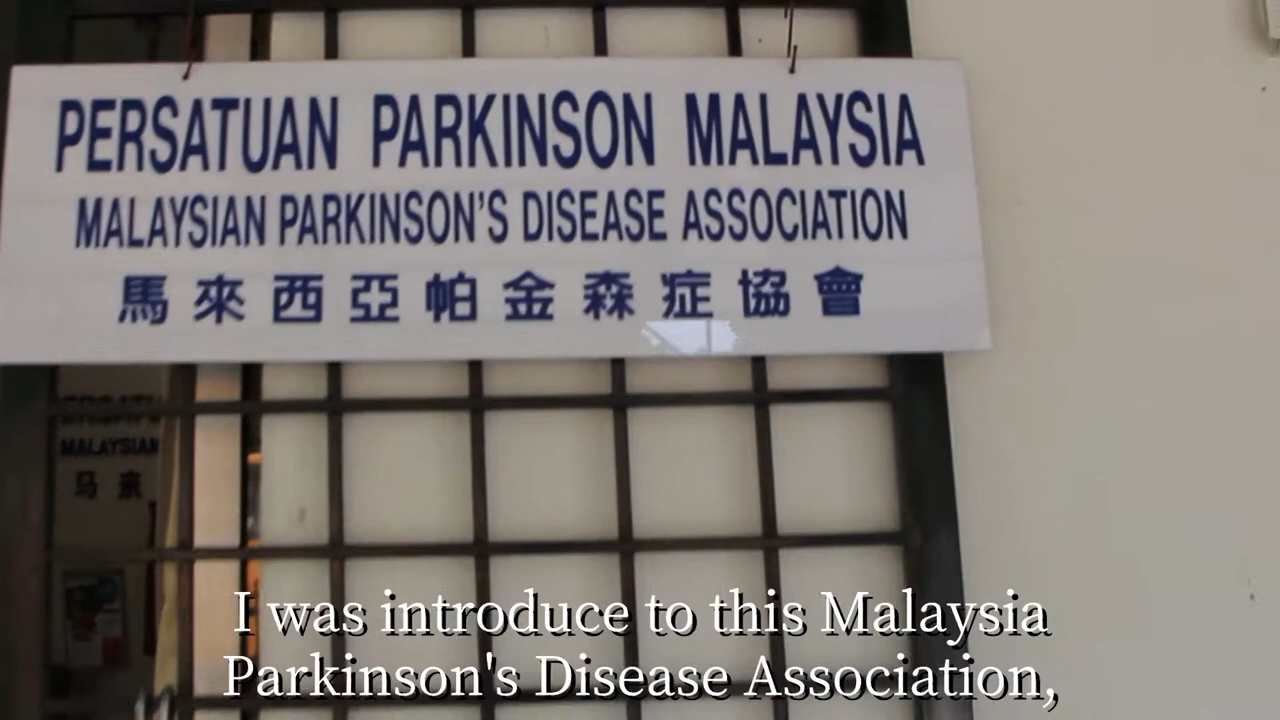 PERSATUAN PARKINSON MALAYSIA
MALAYSIAN PARKINSON'S DISEASE ASSOCIATION
馬來西亞帕金森症協會
MALAYSIAN
马来
I was introduce to this Malaysia
Parkinson's Disease Association,